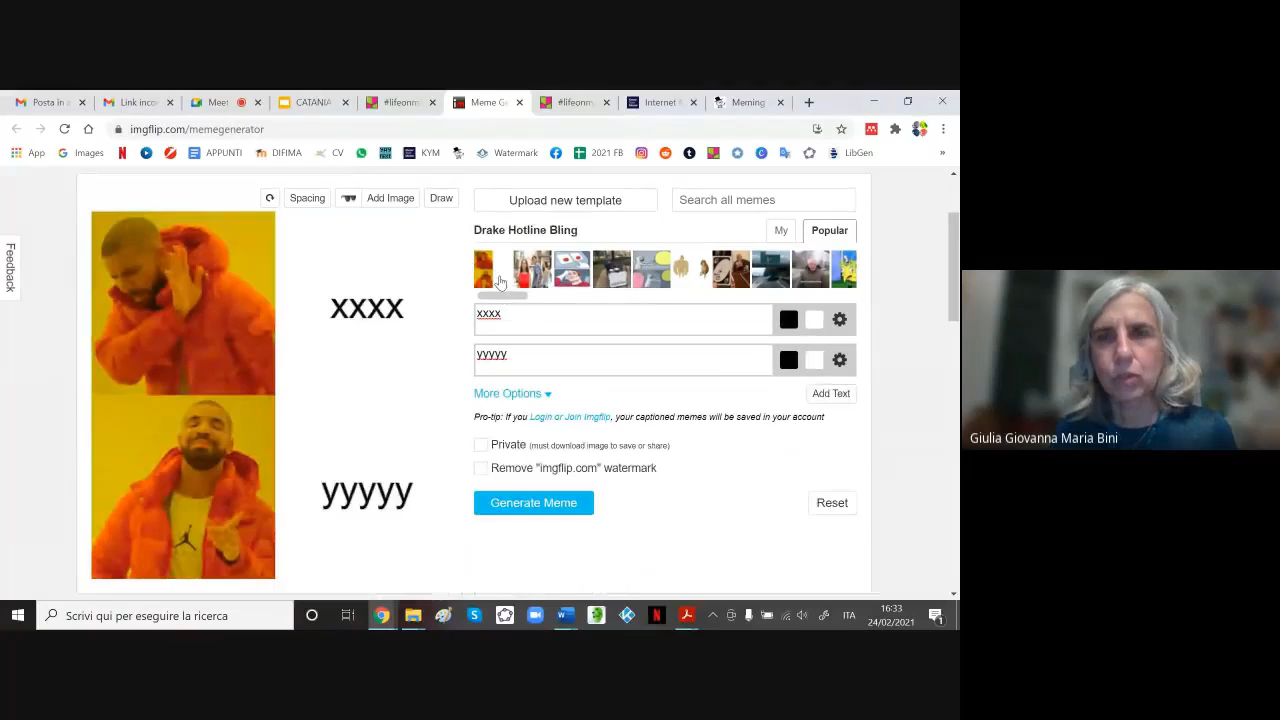 Posta in a
Link inco
Meet
CATANIA
#lifeonm
Meme Ge
#lifeonmy
Internet
Meming
imgflip.com/memegenerator
App
Images
APPUNTI
DIFIMA
CV
KYM
Watermark
2021 FB
LibGen
Feedback
Spacing
Add Image
Draw
Upload new template
Search all memes
Drake Hotline Bling
My
Popular
xxxx
yyyyy
xxxx
yyyyy
More Options
Add Text
Pro-tip: If you Login or Join Imgflip, your captioned memes will be saved in your account
Private (must download image to save or share)
Remove "imgflip.com" watermark
Generate Meme
Reset
Giulia Giovanna Maria Bini
Scrivi qui per eseguire la ricerca
ITA
16:33
24/02/2021